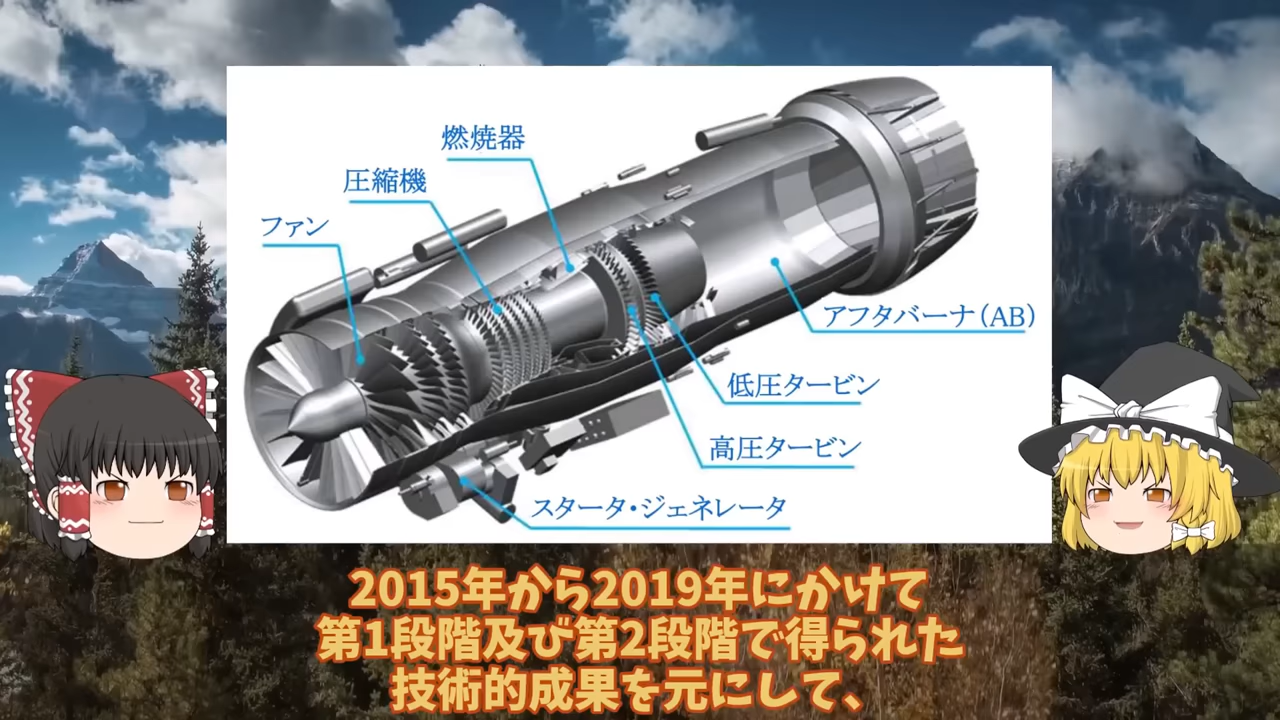 燃焼器
圧縮機
ファン
アフタバーナ(AB)
低圧タービン
高圧タービン
スタータ・ジェネレータ
2015年から2019年にかけて
第1段階及び第2段階で得られた
技術的成果を元にして、